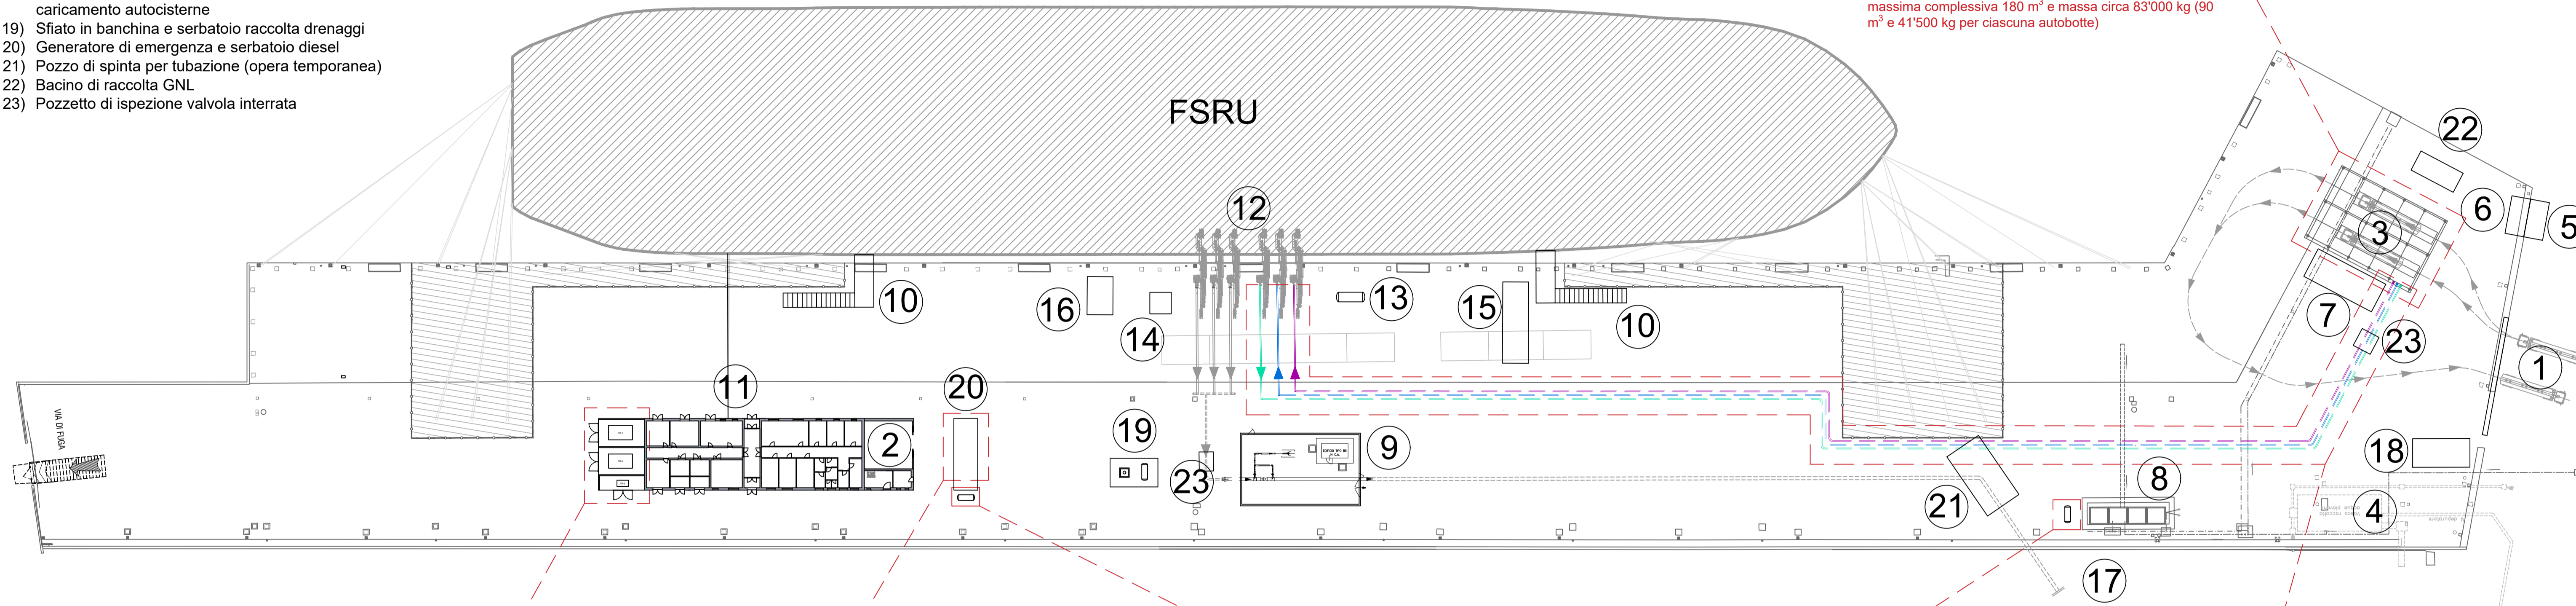 caricamento autocisterne
19) Sfiato in banchina e serbatoio raccolta drenaggi
20) Generatore di emergenza e serbatoio diesel
21) Pozzo di spinta per tubazione (opera temporanea)
22) Bacino di raccolta GNL
23) Pozzetto di ispezione valvola interrata
massima complessiva 180 m³ e massa circa 83'000 kg (90
m³ e 41'500 kg per ciascuna autobotte)
FSRU
12
22
6
5
3
7
23
1
10
16
14
13
15
10
11
20
2
19
23
9
21
8
18
4
17
VIA DI FUGA